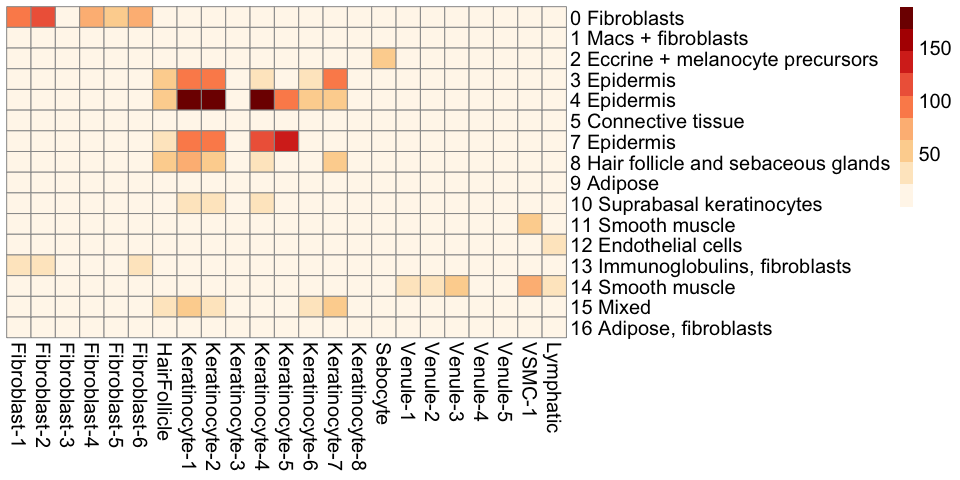 0 Fibroblasts
1 Macs + fibroblasts
2 Eccrine + melanocyte precursors
3 Epidermis
4 Epidermis
5 Connective tissue
7 Epidermis
8 Hair follicle and sebaceous glands
9 Adipose
10 Suprabasal keratinocytes
11 Smooth muscle
12 Endothelial cells
13 Immunoglobulins, fibroblasts
14 Smooth muscle
15 Mixed
16 Adipose, fibroblasts
150
100
50
Fibroblast-1
Fibroblast-2
Fibroblast-3
Fibroblast-4
Fibroblast-5
Fibroblast-6
HairFollicle
Keratinocyte-1
Keratinocyte-2
Keratinocyte-3
Keratinocyte-4
Keratinocyte-5
Keratinocyte-6
Keratinocyte-7
Keratinocyte-8
Sebocyte
Venule-1
Venule-2
Venule-3
Venule-4
Venule-5
VSMC-1
Lymphatic